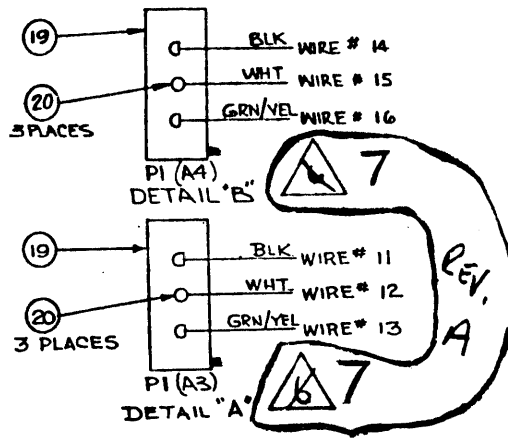 19
BLK WIRE # 14
20 WHT WIRE # 15
3 PLACES GRN/YEL WIRE # 16
P1 (A4)
DETAIL "B"
6 7
19
BLK WIRE # 11
20 WHT WIRE # 12
3 PLACES GRN/YEL WIRE # 13
REV.
A
P1 (A3)
DETAIL "A"
6 7